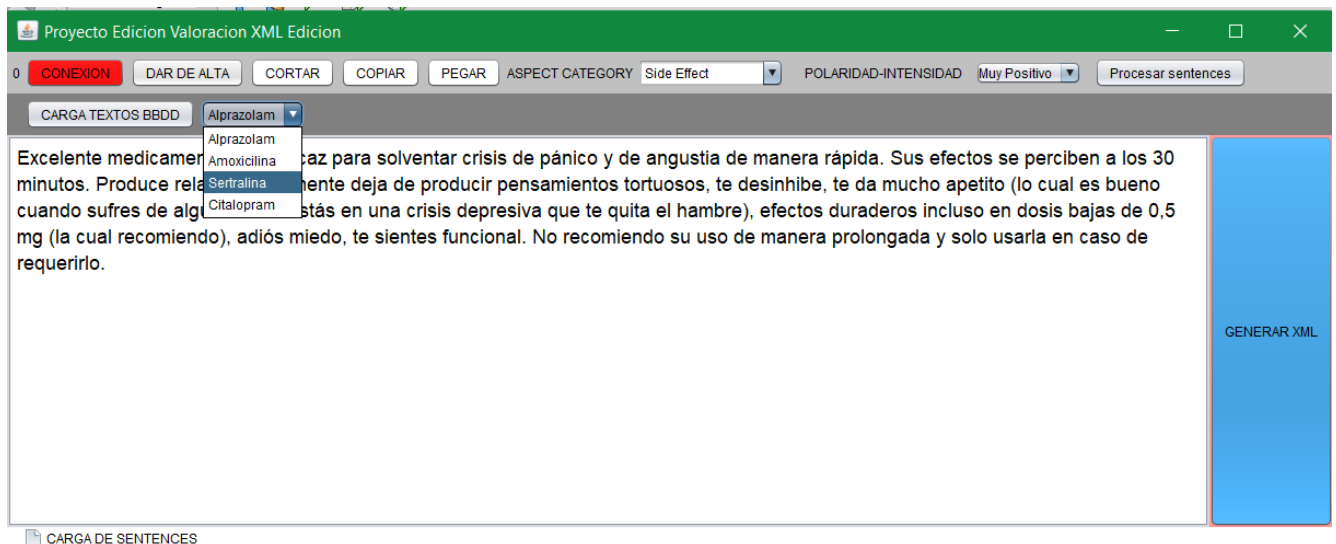 Proyecto Edicion Valoracion XML Edicion
0 CONEXION DAR DE ALTA CORTAR COPIAR PEGAR ASPECT CATEGORY Side Effect POLARIDAD-INTENSIDAD Muy Positivo Procesar sentences
CARGA TEXTOS BBDD Alprazolam
Alprazolam
Amoxicilina
Sertralina
Citalopram
Excelente caz para solventar crisis de pánico y de angustia de manera rápida. Sus efectos se perciben a los 30
minutos. Produce deja de producir pensamientos tortuosos, te desinhibe, te da mucho apetito (lo cual es bueno
cuando sufres de en una crisis depresiva que te quita el hambre), efectos duraderos incluso en dosis bajas de 0,5
mg (la cual recomiendo), adiós miedo, te sientes funcional. No recomiendo su uso de manera prolongada y solo usarla en caso de
requerirlo.
GENERAR XML
CARGA DE SENTENCES